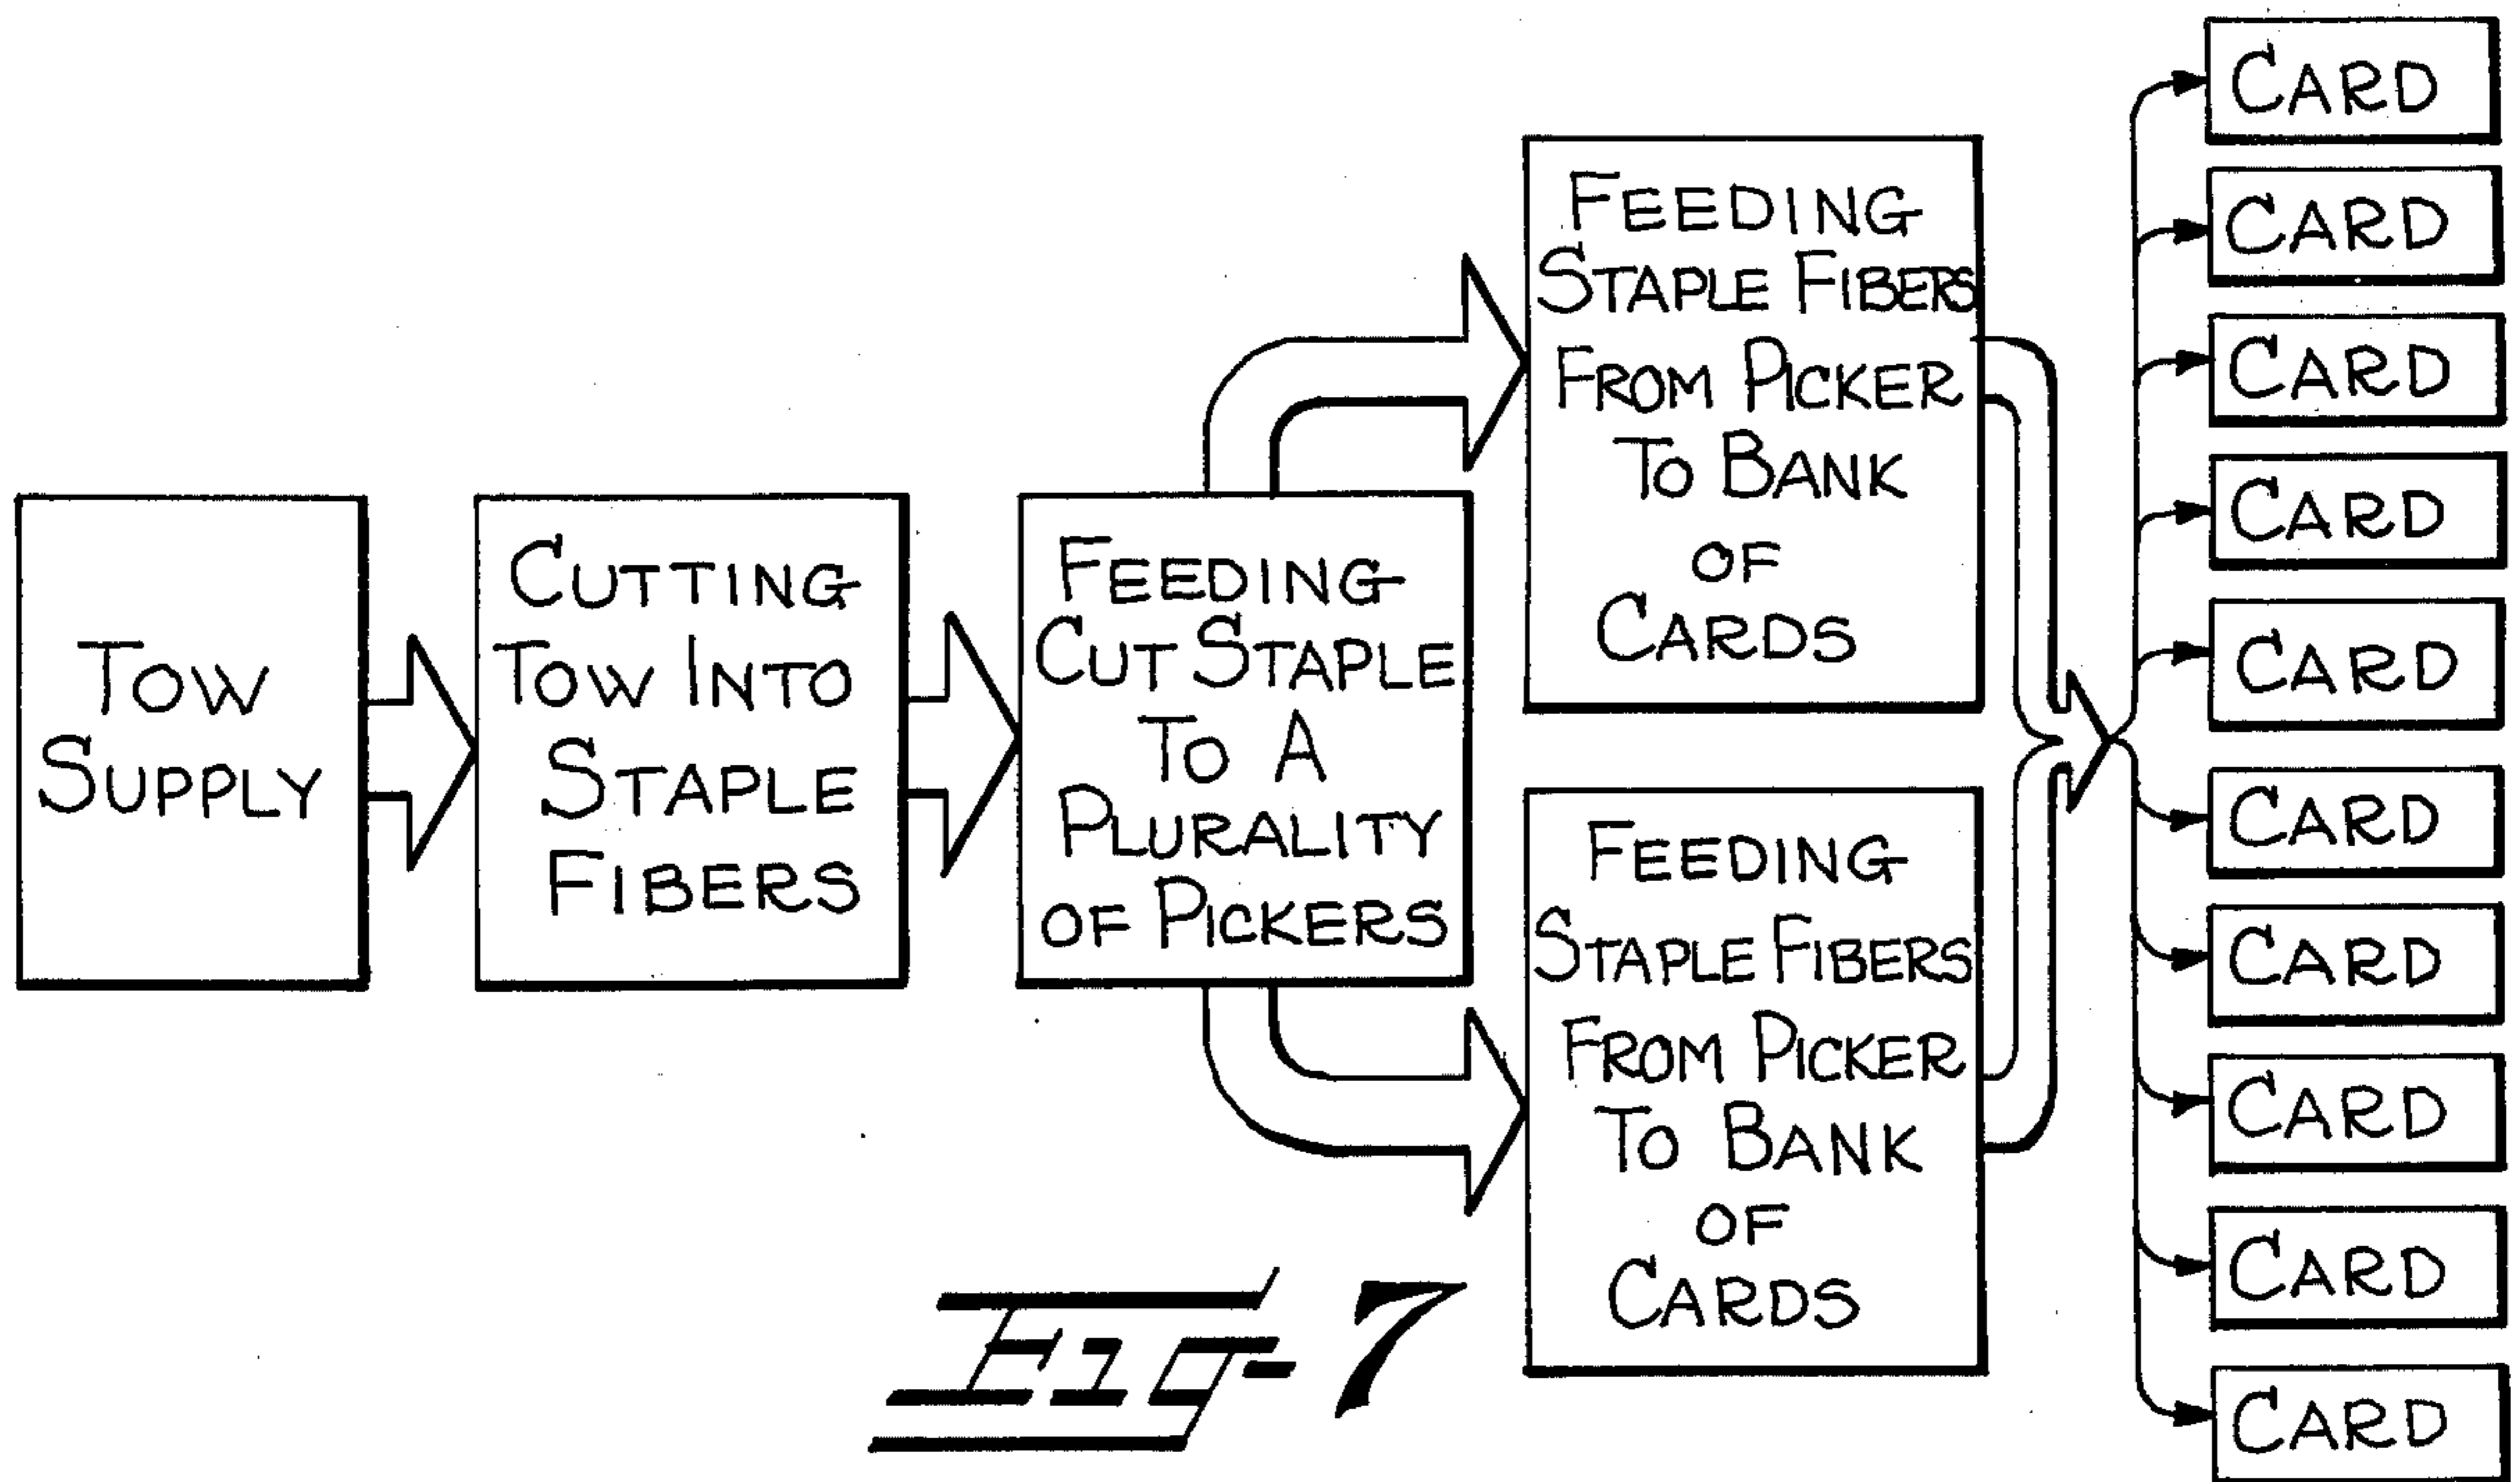 TOW
SUPPLY
CUTTING
TOW INTO
STAPLE
FIBERS
FEEDING
CUT STAPLE
TO A
PLURALITY
OF PICKERS
FEEDING
STAPLE FIBERS
FROM PICKER
TO BANK
OF
CARDS
FEEDING
STAPLE FIBERS
FROM PICKER
TO BANK
OF
CARDS
CARD
CARD
CARD
CARD
CARD
CARD
CARD
CARD
CARD
CARD
Fig-7